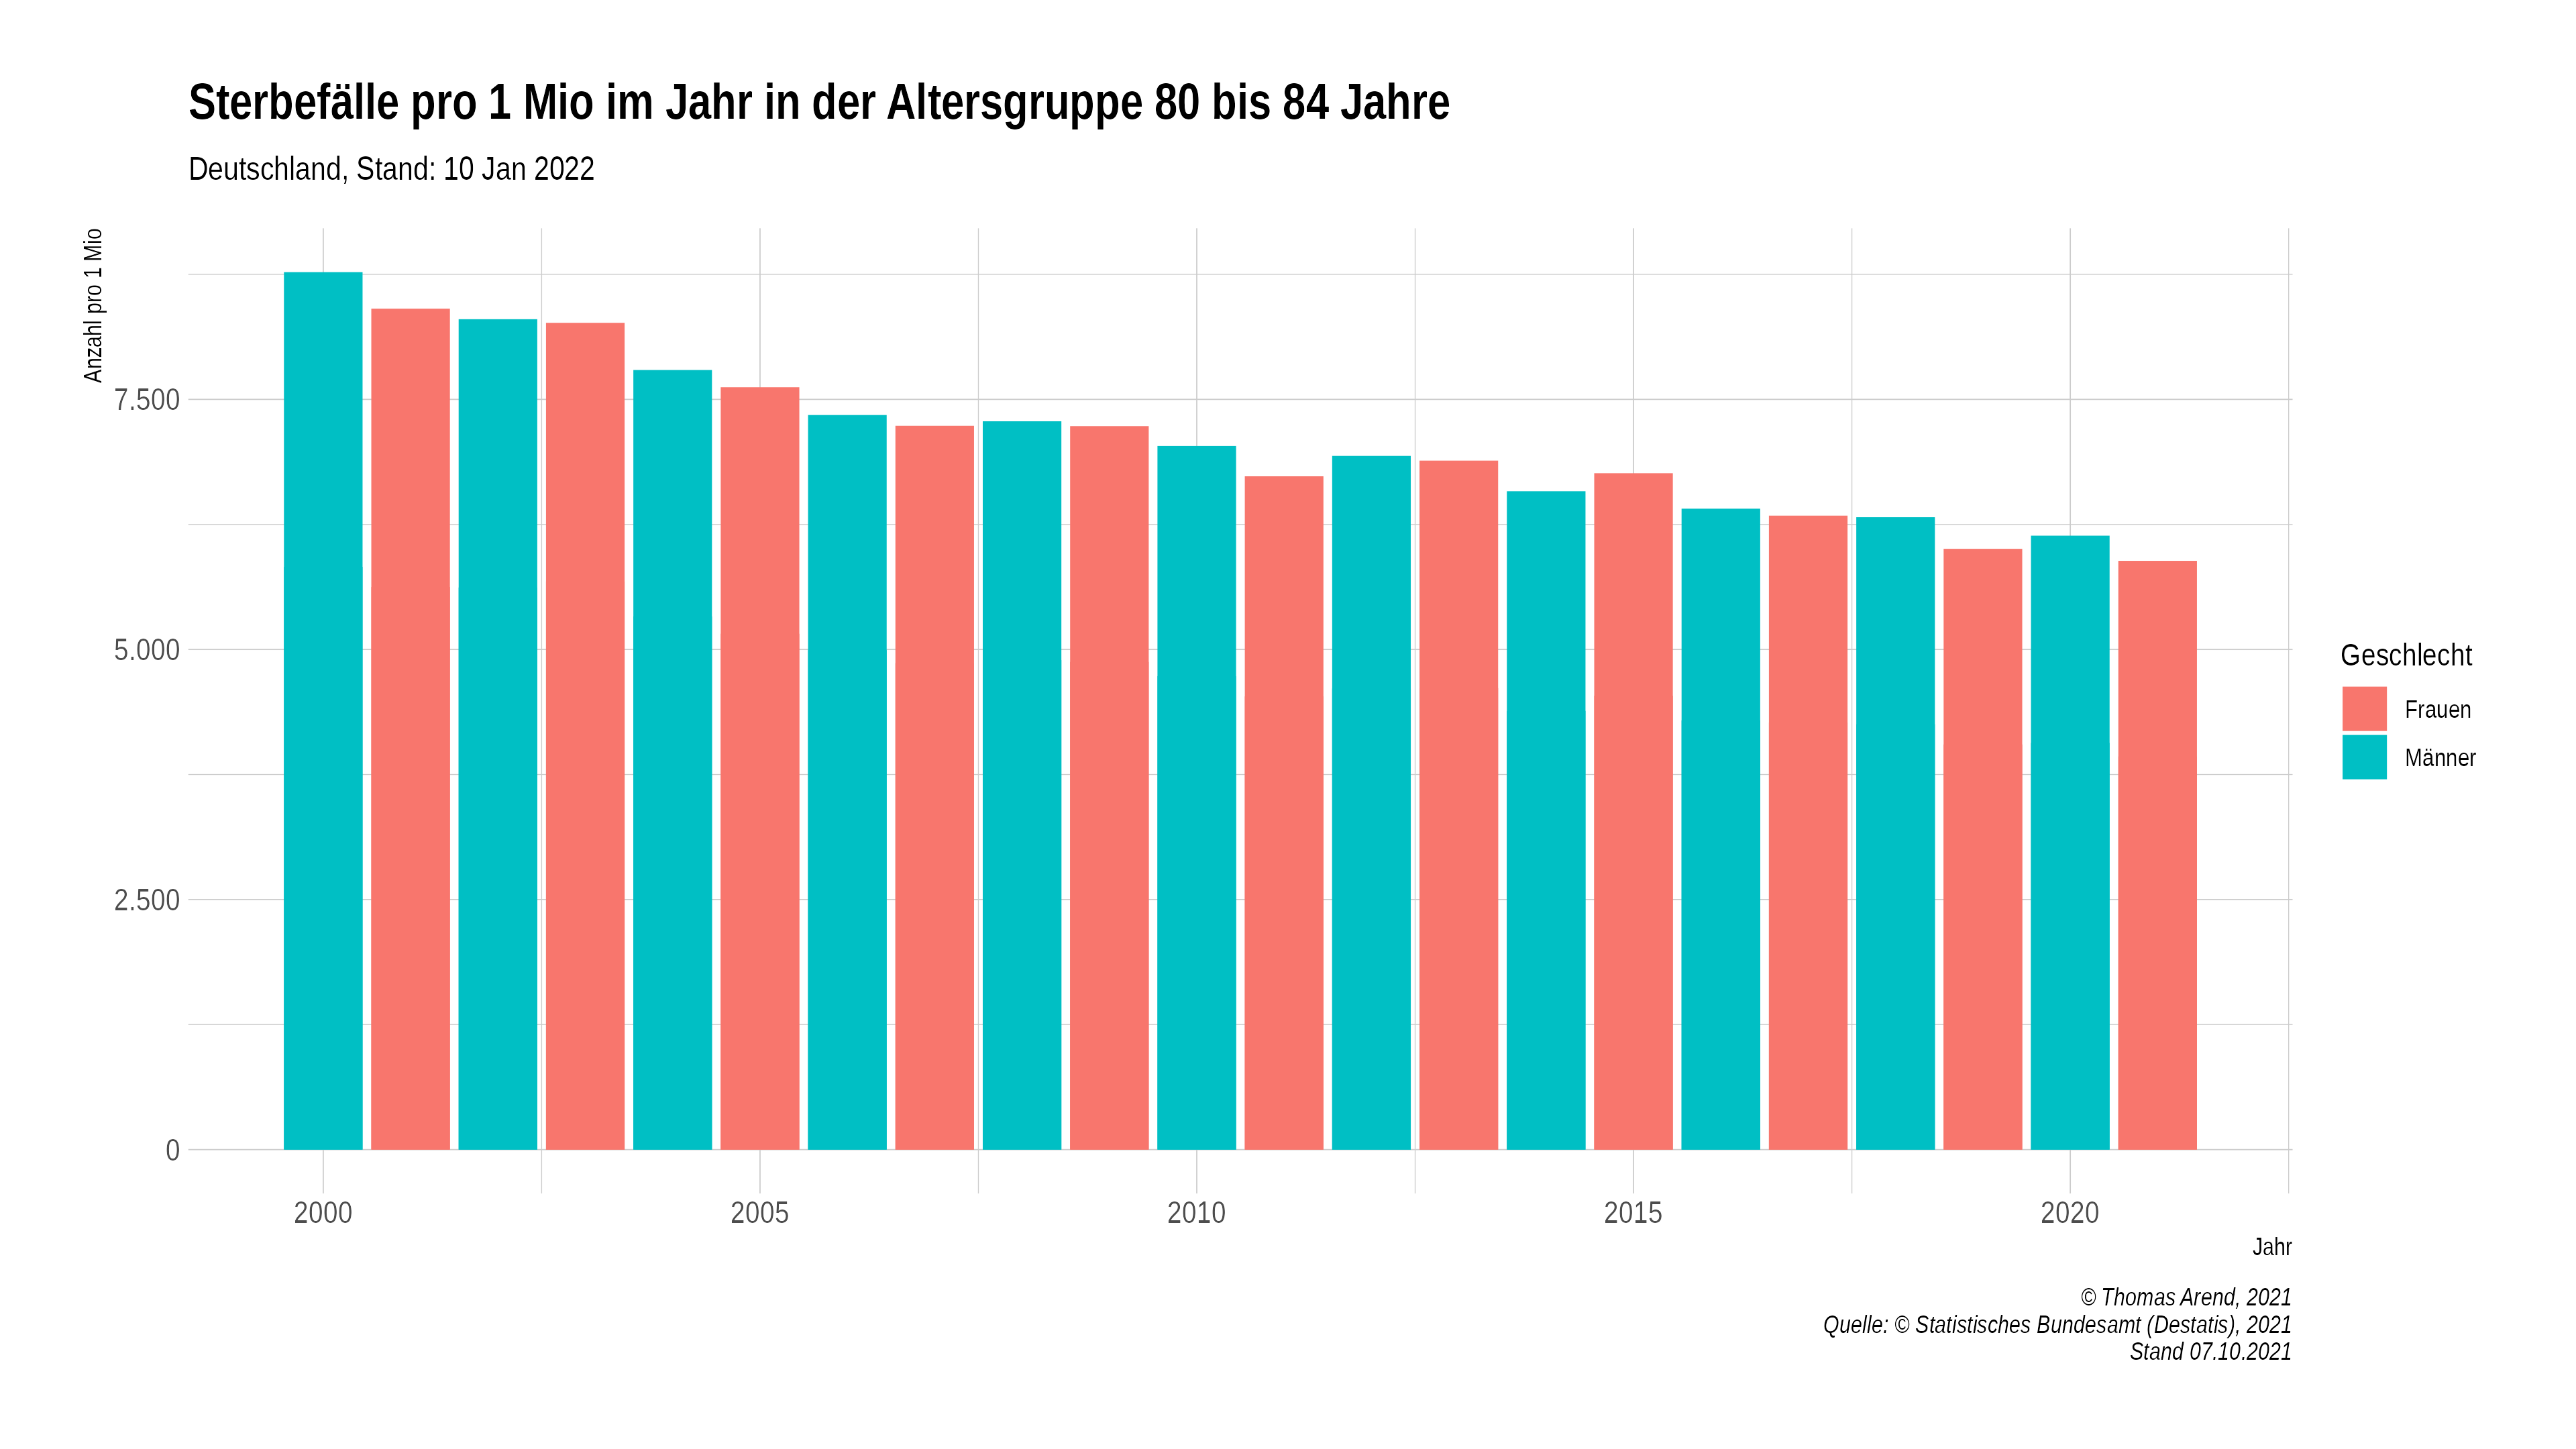 Sterbefälle pro 1 Mio im Jahr in der Altersgruppe 80 bis 84 Jahre
Deutschland, Stand: 10 Jan 2022
Anzahl pro 1 Mio
7.500
5.000
2.500
0
2000
2005
2010
2015
2020
Jahr
Geschlecht
Frauen
Männer
© Thomas Arend, 2021
Quelle: © Statistisches Bundesamt (Destatis), 2021
Stand 07.10.2021